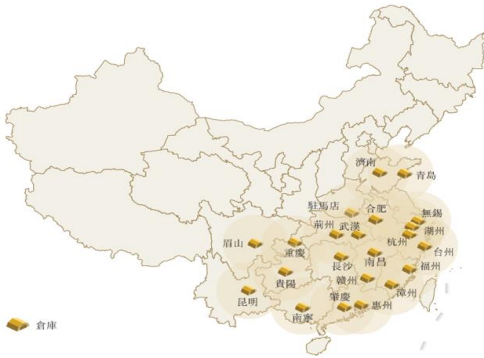 濟南
青島
駐馬店
合肥
無錫
荊州
武漢
湖州
杭州
台州
眉山
重慶
長沙
南昌
福州
貴陽
贛州
漳州
昆明
肇慶
惠州
南寧
倉庫